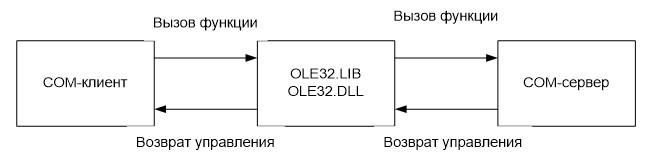 Вызов функции
Вызов функции
COM-клиент
OLE32.LIB
OLE32.DLL
COM-сервер
Возврат управления
Возврат управления